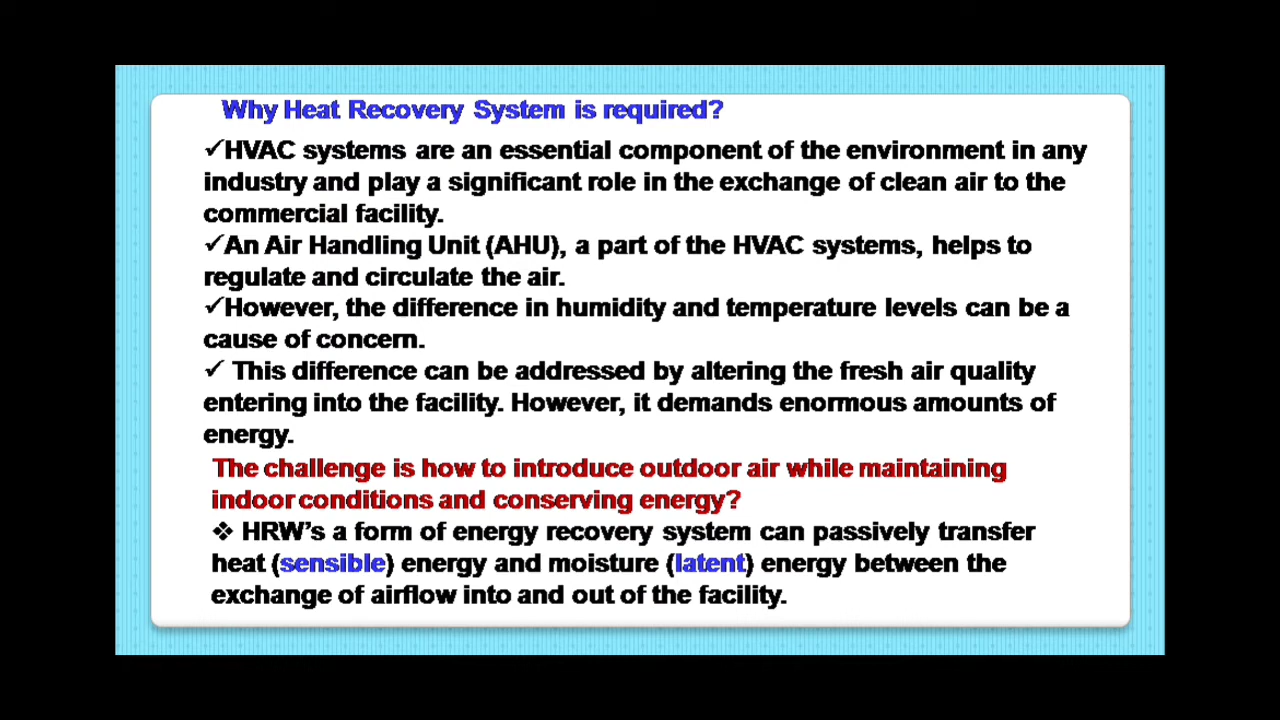 Why Heat Recovery System is required?
✓HVAC systems are an essential component of the environment in any
industry and play a significant role in the exchange of clean air to the
commercial facility.
✓An Air Handling Unit (AHU), a part of the HVAC systems, helps to
regulate and circulate the air.
✓However, the difference in humidity and temperature levels can be a
cause of concern.
✓ This difference can be addressed by altering the fresh air quality
entering into the facility. However, it demands enormous amounts of
energy.
The challenge is how to introduce outdoor air while maintaining
indoor conditions and conserving energy?
❖ HRW’s a form of energy recovery system can passively transfer
heat (sensible) energy and moisture (latent) energy between the
exchange of airflow into and out of the facility.